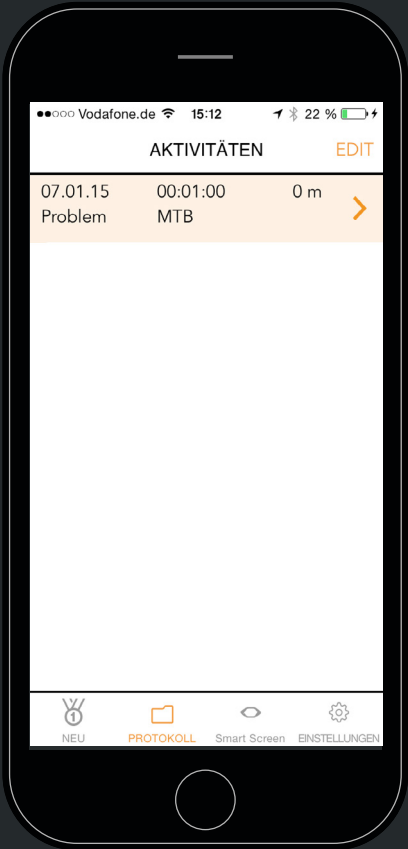 Vodafone.de 15:12 22 %
AKTIVITÄTEN EDIT
07.01.15 00:01:00 0 m
Problem MTB
1
NEU PROTOKOLL Smart Screen EINSTELLUNGEN